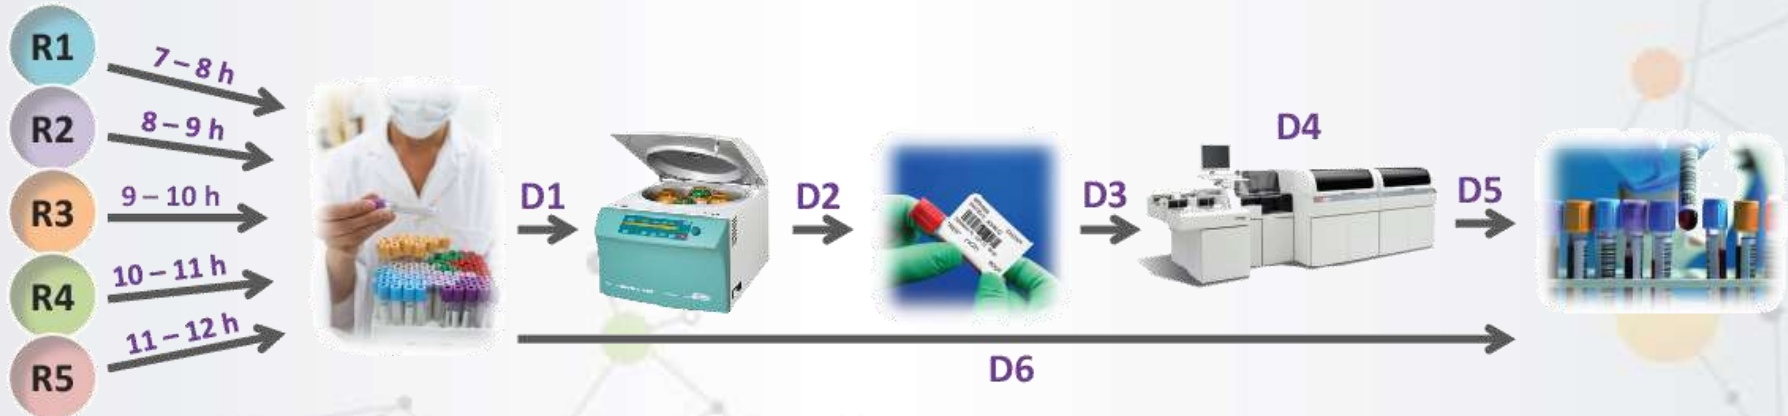 R1
7 – 8 h
R2
8 – 9 h
R3
9 – 10 h
R4
10 – 11 h
R5
11 – 12 h
D1
D2
D3
D4
D5
D6